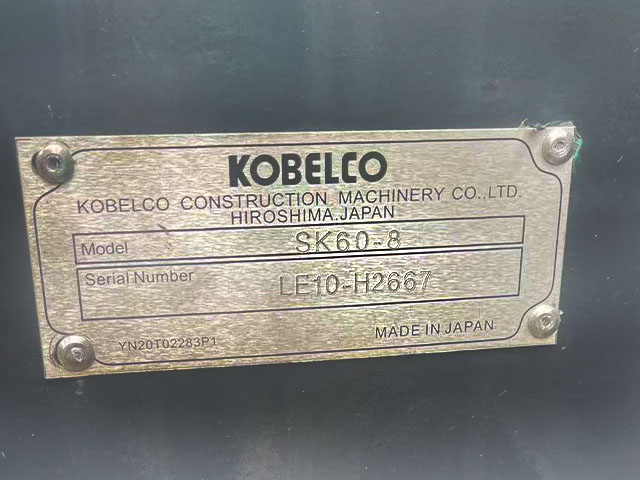 KOBELCO
KOBELCO CONSTRUCTION MACHINERY CO.,LTD.
HIROSHIMA.JAPAN
Model SK60-8
Serial Number LE10-H2667
YN20T02283P1 MADE IN JAPAN